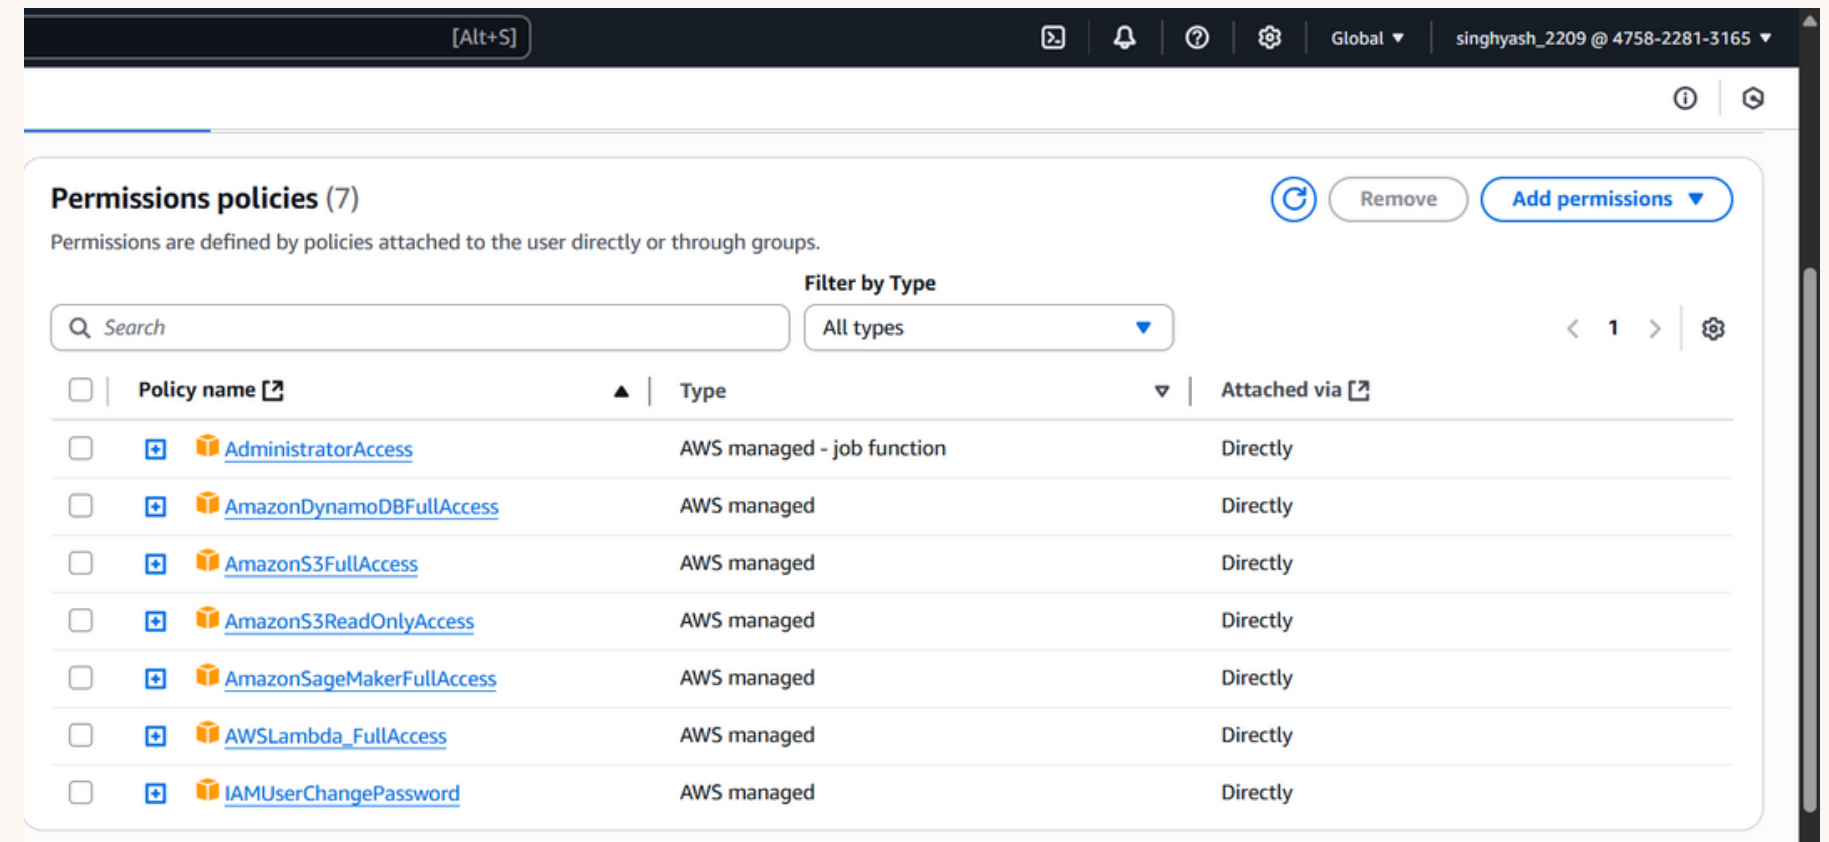 [Alt+S] Global singhyash_2209 @ 4758-2281-3165
Permissions policies (7) Remove Add permissions
Permissions are defined by policies attached to the user directly or through groups.
Filter by Type
Search All types 1
Policy name Type Attached via
AdministratorAccess AWS managed - job function Directly
AmazonDynamoDBFullAccess AWS managed Directly
AmazonS3FullAccess AWS managed Directly
AmazonS3ReadOnlyAccess AWS managed Directly
AmazonSageMakerFullAccess AWS managed Directly
AWSLambda_FullAccess AWS managed Directly
IAMUserChangePassword AWS managed Directly